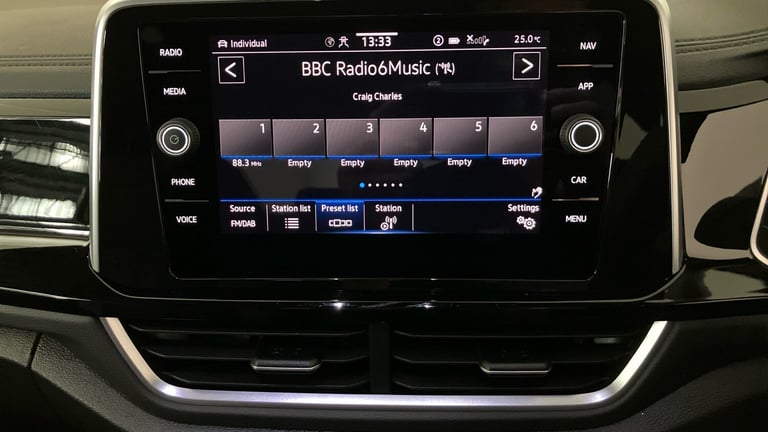 RADIO
MEDIA
PHONE
VOICE
Individual 13:33 2 25.0 °C
BBC Radio6Music
Craig Charles
1 2 3 4 5 6
88.3 MHz Empty Empty Empty Empty Empty
Source Station list Preset list Station Settings
FM/DAB
NAV
APP
CAR
MENU